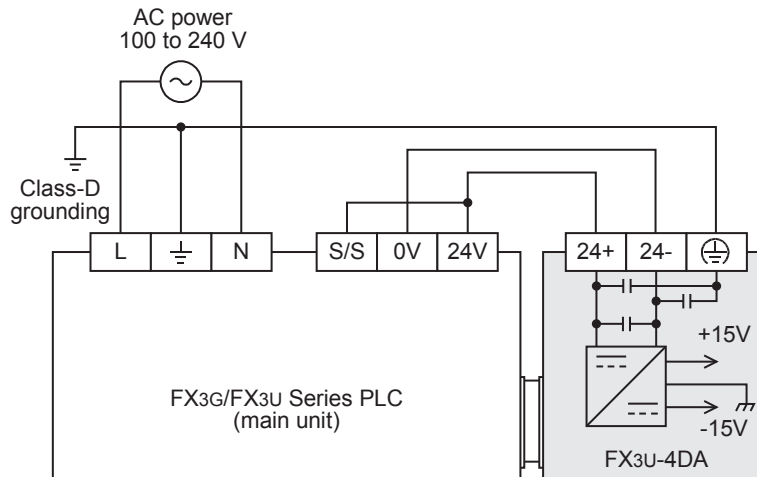 AC power
100 to 240 V
Class-D
grounding
L
N
S/S
0V
24V
24+
24-
+15V
-15V
FX3G/FX3U Series PLC
(main unit)
FX3U-4DA